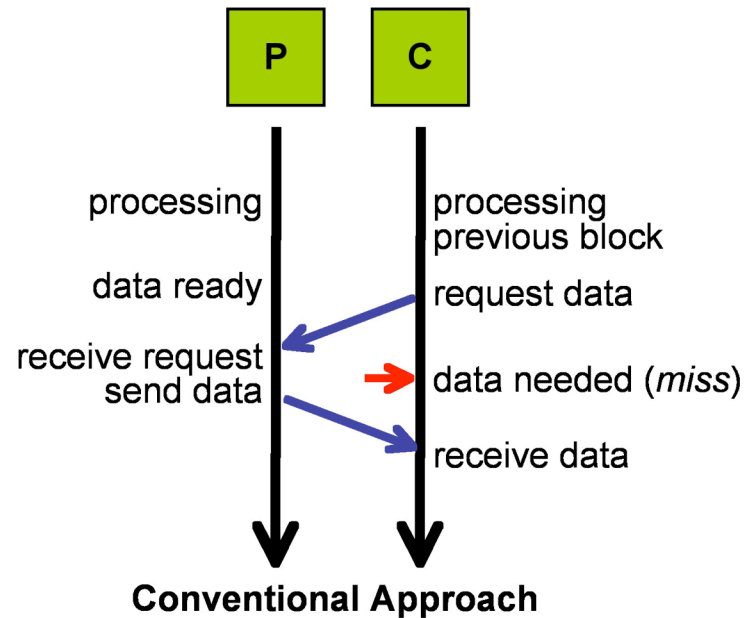 P
C
processing
processing
previous block
data ready
request data
receive request
send data
data needed (miss)
receive data
Conventional Approach